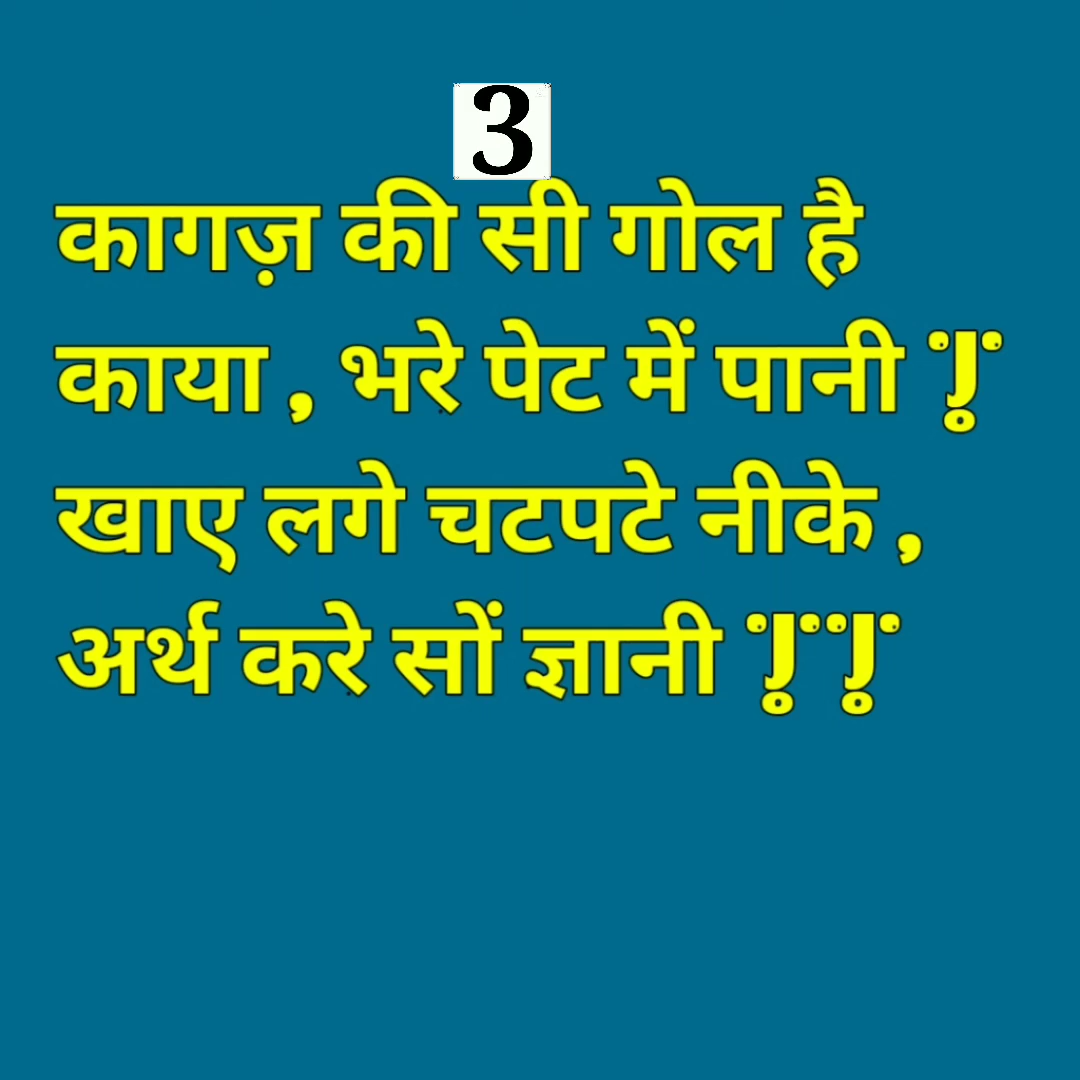 3
कागज़ की सी गोल है
काया , भरे पेट में पानी !
खाए लगे चटपटे नीके ,
अर्थ करे सों ज्ञानी !!